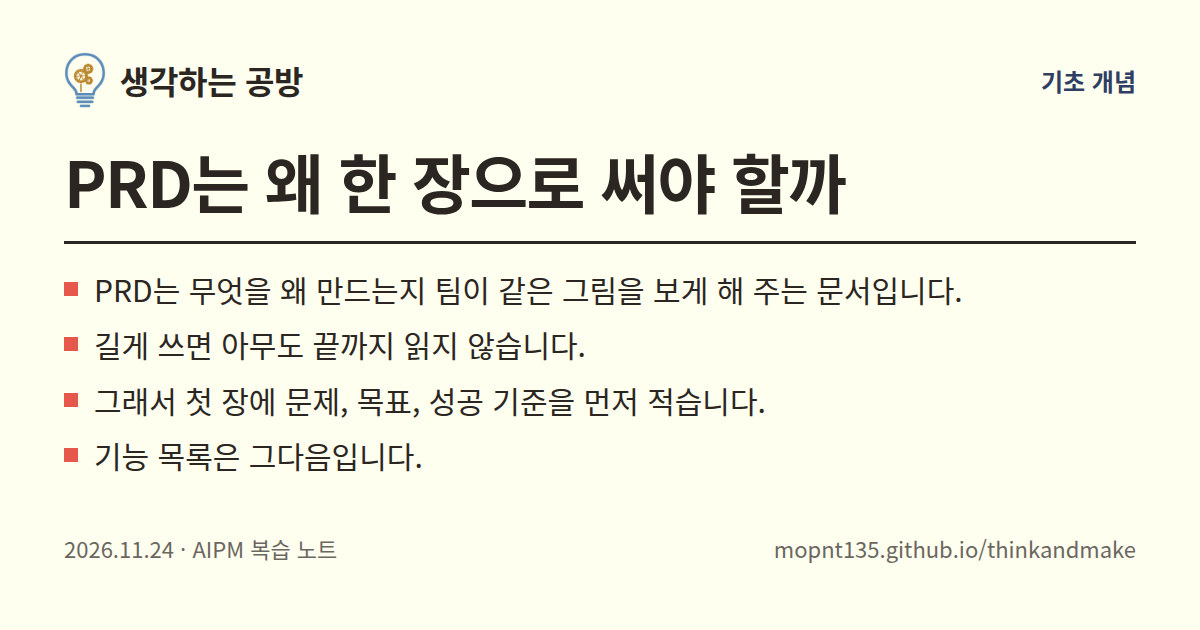 생각하는 공방
기초 개념
PRD는 왜 한 장으로 써야 할까
PRD는 무엇을 왜 만드는지 팀이 같은 그림을 보게 해 주는 문서입니다.
길게 쓰면 아무도 끝까지 읽지 않습니다.
그래서 첫 장에 문제, 목표, 성공 기준을 먼저 적습니다.
기능 목록은 그다음입니다.
2026.11.24 · AIPM 복습 노트
mopnt135.github.io/thinkandmake